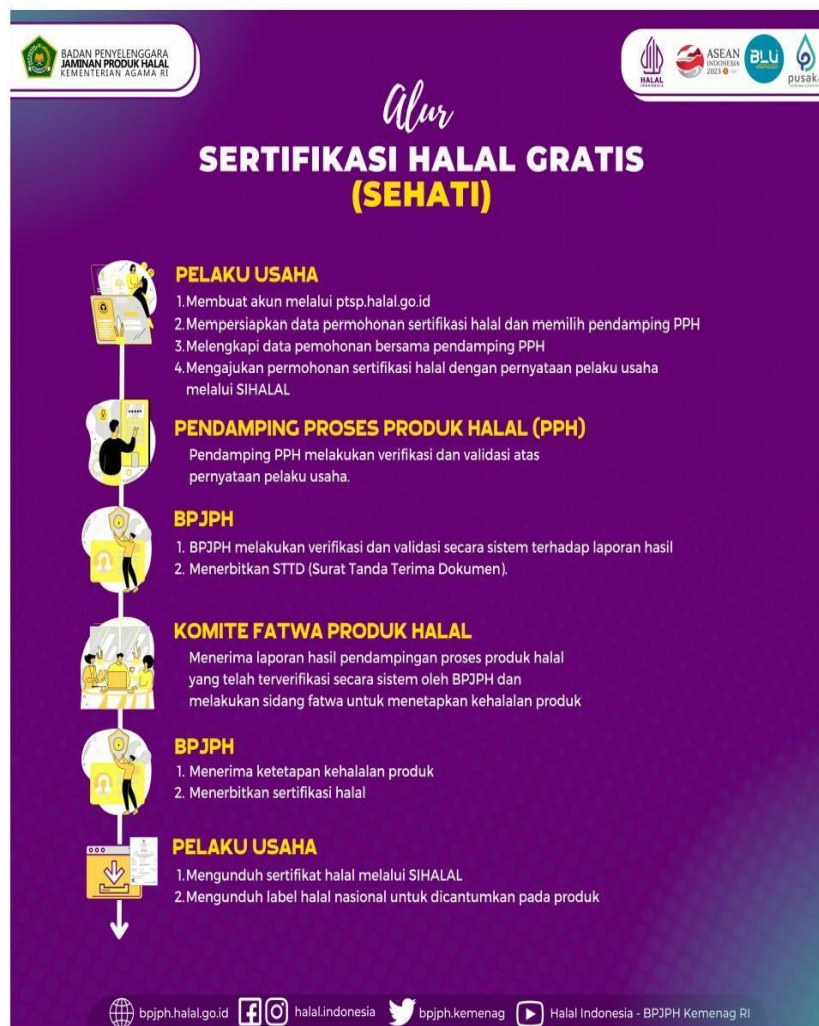 BADAN PENYELENGGARA
JAMINAN PRODUK HALAL
KEMENTERIAN AGAMA RI
HALAL
INDONESIA
ASEAN
INDONESIA
2023
BLU
pusaka
Alur
SERTIFIKASI HALAL GRATIS
(SEHATI)
PELAKU USAHA
1.Membuat akun melalui ptsp.halal.go.id
2.Mempersiapkan data permohonan sertifikasi halal dan memilih pendamping PPH
3.Melengkapi data pemohonan bersama pendamping PPH
4.Mengajukan permohonan sertifikasi halal dengan pernyataan pelaku usaha
melalui SIHALAL
PENDAMPING PROSES PRODUK HALAL (PPH)
Pendamping PPH melakukan verifikasi dan validasi atas
pernyataan pelaku usaha.
BPJPH
1. BPJPH melakukan verifikasi dan validasi secara sistem terhadap laporan hasil
2. Menerbitkan STTD (Surat Tanda Terima Dokumen).
KOMITE FATWA PRODUK HALAL
Menerima laporan hasil pendampingan proses produk halal
yang telah terverifikasi secara sistem oleh BPJPH dan
melakukan sidang fatwa untuk menetapkan kehalalan produk
BPJPH
1. Menerima ketetapan kehalalan produk
2. Menerbitkan sertifikasi halal
PELAKU USAHA
1.Mengunduh sertifikat halal melalui SIHALAL
2.Mengunduh label halal nasional untuk dicantumkan pada produk
bpjph.halal.go.id halal.indonesia bpjph.kemenag Halal Indonesia - BPJPH Kemenag RI